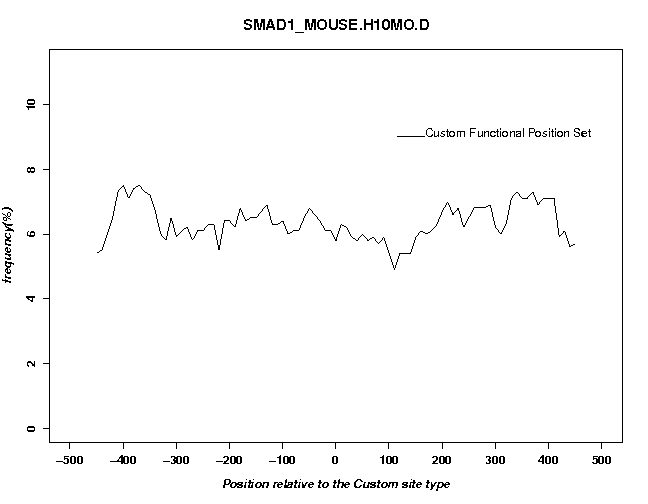 SMAD1_MOUSE.H10MO.D
10
8
6
4
2
0
frequency(%)
Custom Functional Position Set
−500 −400 −300 −200 −100 0 100 200 300 400 500
Position relative to the Custom site type